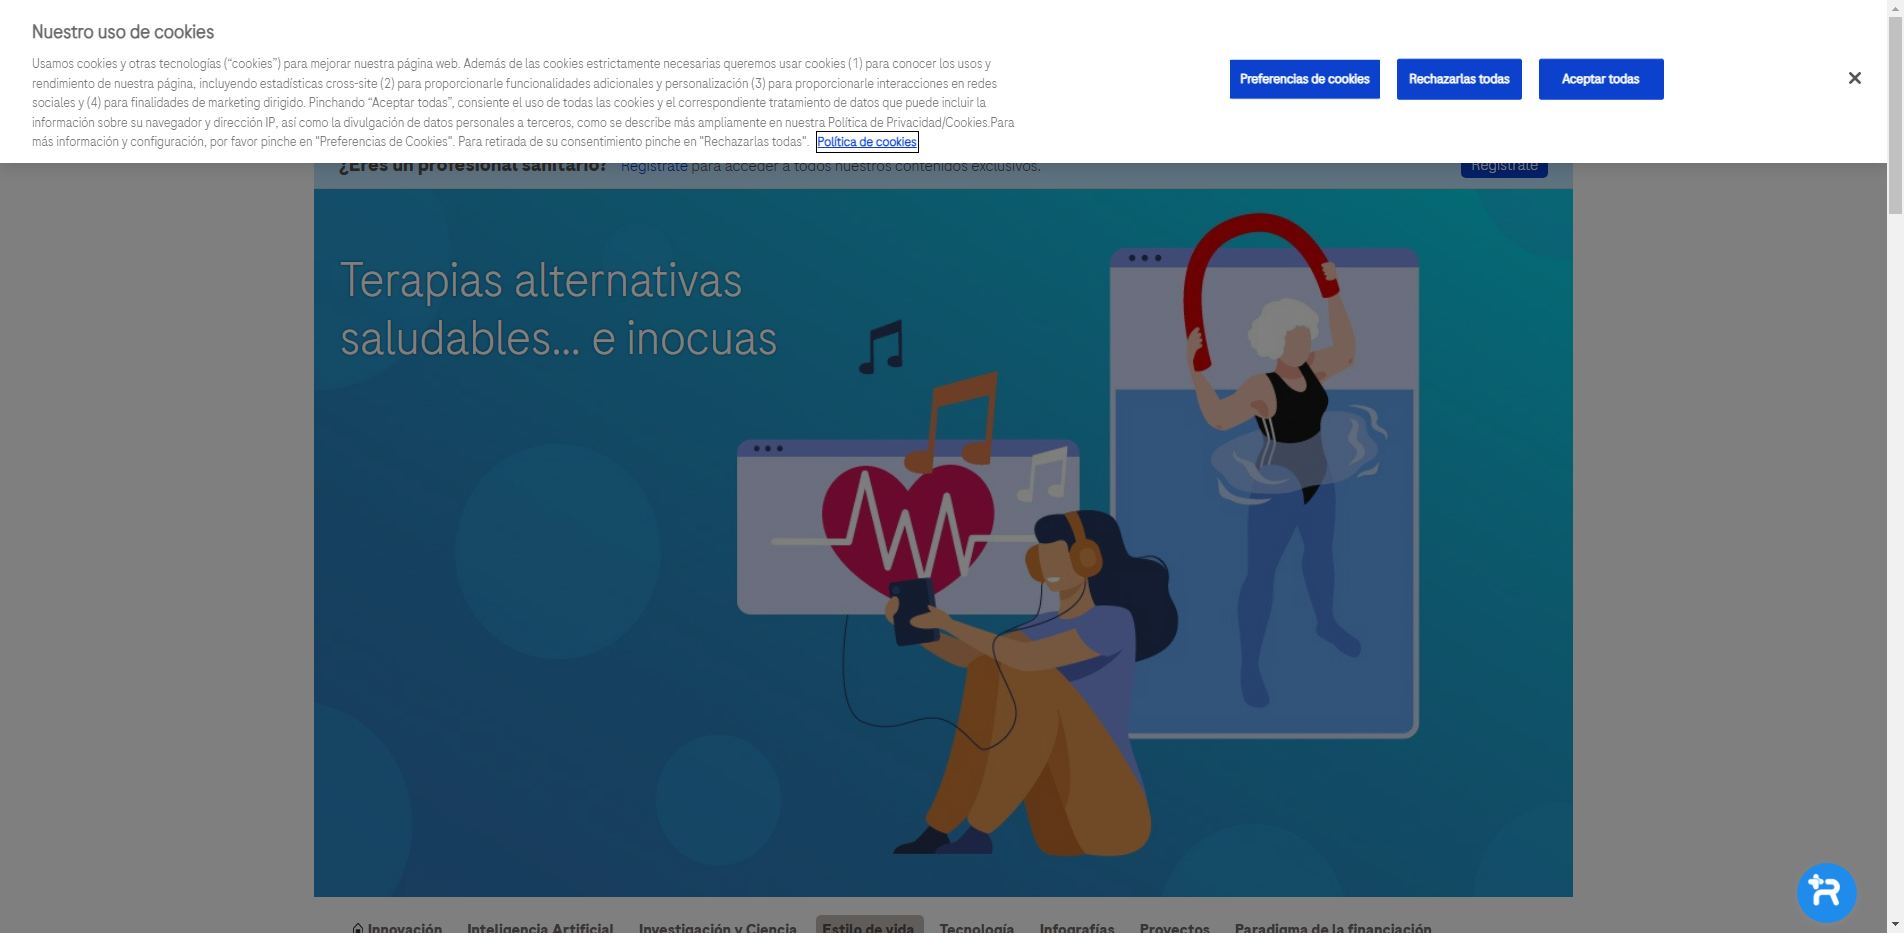 Nuestro uso de cookies
Usamos cookies y otras tecnologías (“cookies”) para mejorar nuestra página web. Además de las cookies estrictamente necesarias queremos usar cookies (1) para conocer los usos y
rendimiento de nuestra página, incluyendo estadísticas cross-site (2) para proporcionarle funcionalidades adicionales y personalización (3) para proporcionarle interacciones en redes
sociales y (4) para finalidades de marketing dirigido. Pinchando “Aceptar todas”, consiente el uso de todas las cookies y el correspondiente tratamiento de datos que puede incluir la
información sobre su navegador y dirección IP, así como la divulgación de datos personales a terceros, como se describe más ampliamente en nuestra Política de Privacidad/Cookies.Para
más información y configuración, por favor pinche en "Preferencias de Cookies". Para retirada de su consentimiento pinche en "Rechazarlas todas". Política de cookies
Preferencias de cookies
Rechazarlas todas
Aceptar todas
¿Eres un profesional sanitario? Regístrate para acceder a todos nuestros contenidos exclusivos.
Regístrate
Terapias alternativas
saludables... e inocuas
Innovación Inteligencia Artificial Investigación y Ciencia Estilo de vida Tecnología Infografías Proyectos Paradigma de la financiación